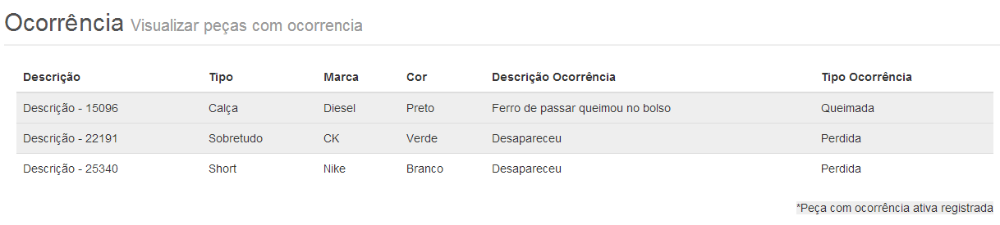 Ocorrência Visualizar peças com ocorrencia
Descrição Tipo Marca Cor Descrição Ocorrência Tipo Ocorrência
Descrição - 15096 Calça Diesel Preto Ferro de passar queimou no bolso Queimada
Descrição - 22191 Sobretudo CK Verde Desapareceu Perdida
Descrição - 25340 Short Nike Branco Desapareceu Perdida
*Peça com ocorrência ativa registrada